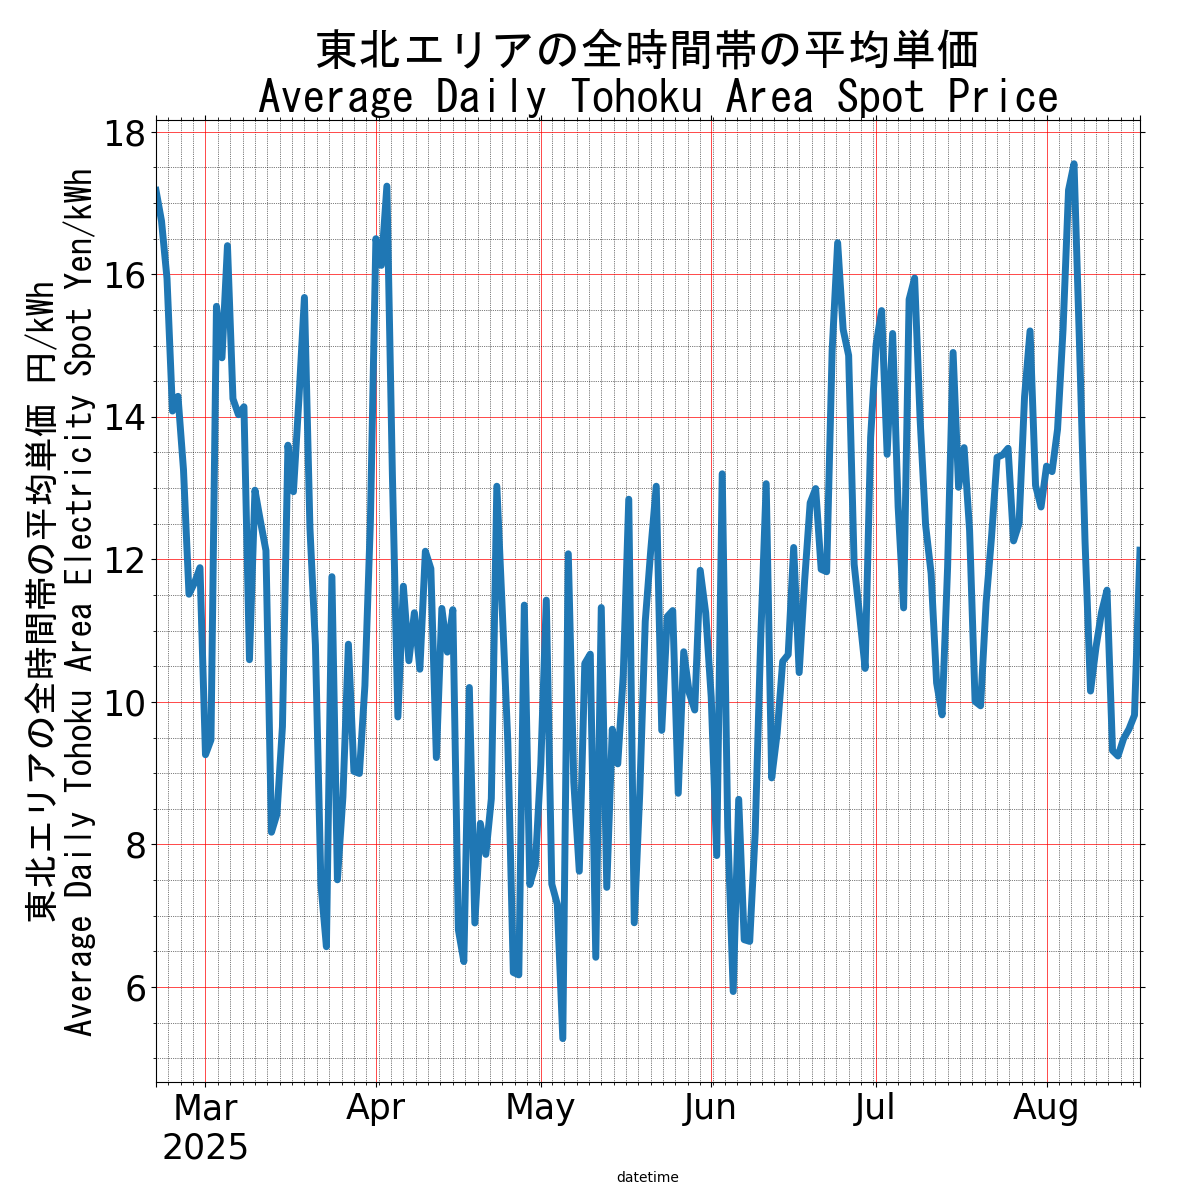 東北エリアの全時間帯の平均単価
Average Daily Tohoku Area Spot Price
東北エリアの全時間帯の平均単価 円/kWh
Average Daily Tohoku Area Electricity Spot Yen/kWh
18
16
14
12
10
8
6
Mar
2025
Apr
May
Jun
Jul
Aug
datetime